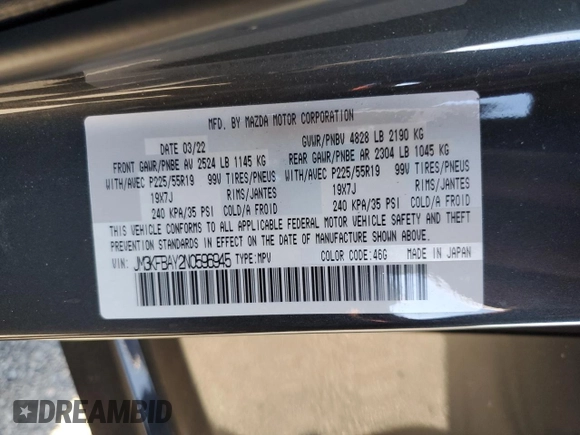 MFD. BY MAZDA MOTOR CORPORATION
DATE 03/22 GVWR/PNBV 4828 LB 2190 KG
FRONT GAWR/PNBE AV 2524 LB 1145 KG REAR GAWR/PNBE AR 2304 LB 1045 KG
WITH/AVEC P225/55R19 99V TIRES/PNEUS WITH/AVEC P225/55R19 99V TIRES/PNEUS
19X7J RIMS/JANTES 19X7J RIMS/JANTES
240 KPA/35 PSI COLD/A FROID 240 KPA/35 PSI COLD/A FROID
THIS VEHICLE CONFORMS TO ALL APPLICABLE FEDERAL MOTOR VEHICLE SAFETY AND THEFT
PREVENTION STANDARDS IN EFFECT ON THE DATE OF MANUFACTURE SHOWN ABOVE.
VIN: JM3KFBAY2N0596945 TYPE:MPV COLOR CODE:46G MADE IN JAPAN
DREAMBID